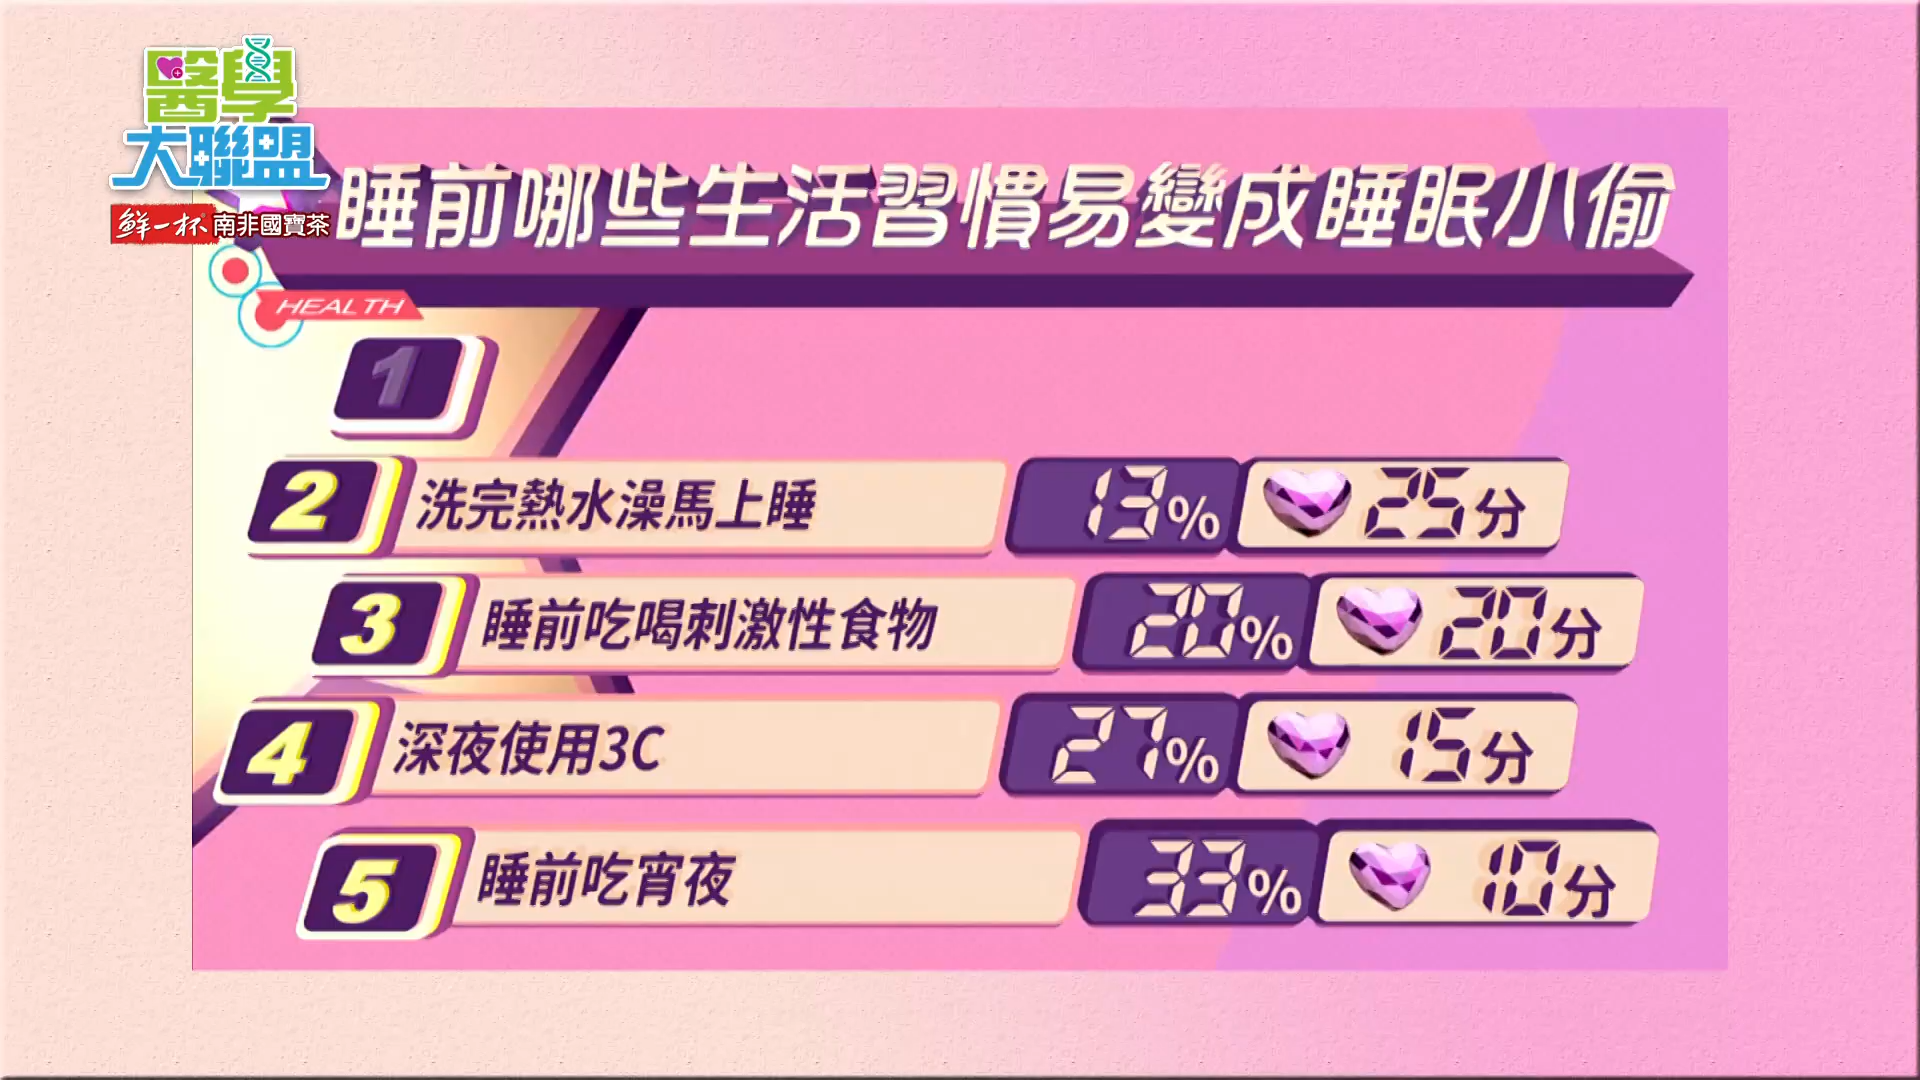 醫學
大聯盟
鮮一杯 南非國寶茶
睡前哪些生活習慣易變成睡眠小偷
HEALTH
1
2 洗完熱水澡馬上睡 13% 25分
3 睡前吃喝刺激性食物 20% 20分
4 深夜使用3C 27% 15分
5 睡前吃宵夜 33% 10分